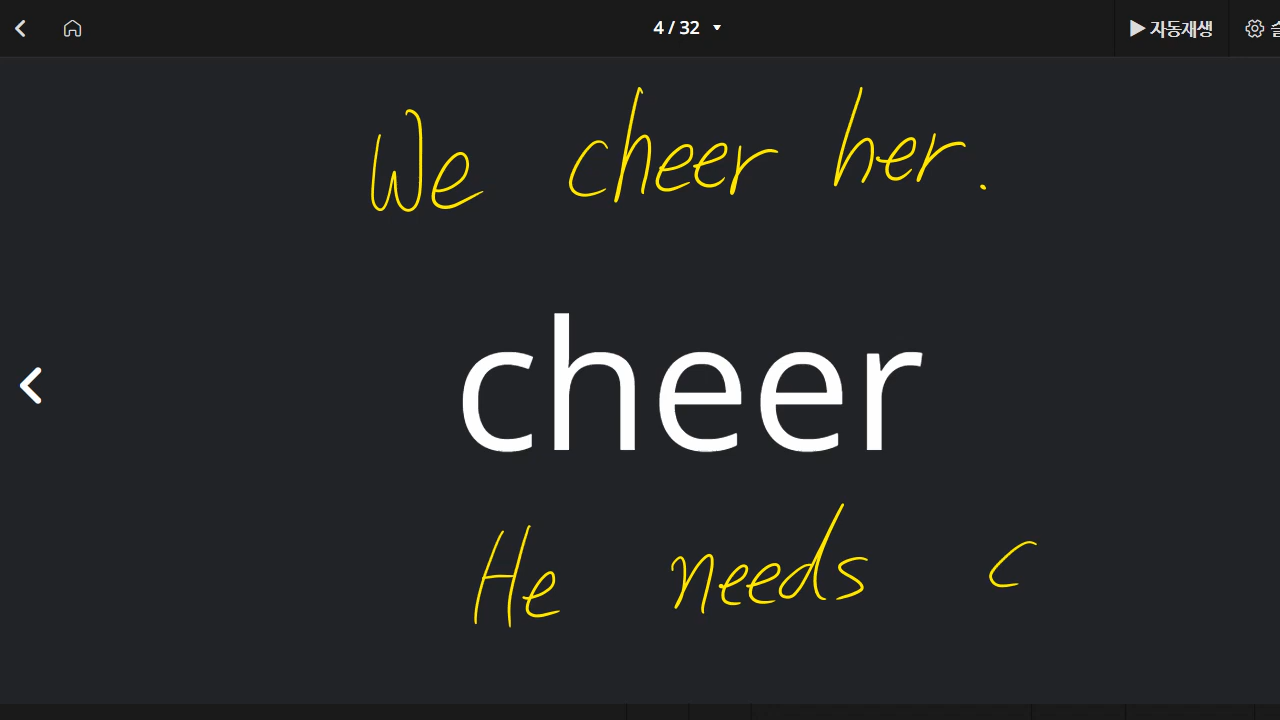 4 / 32
자동재생
We cheer her.
cheer
He needs c